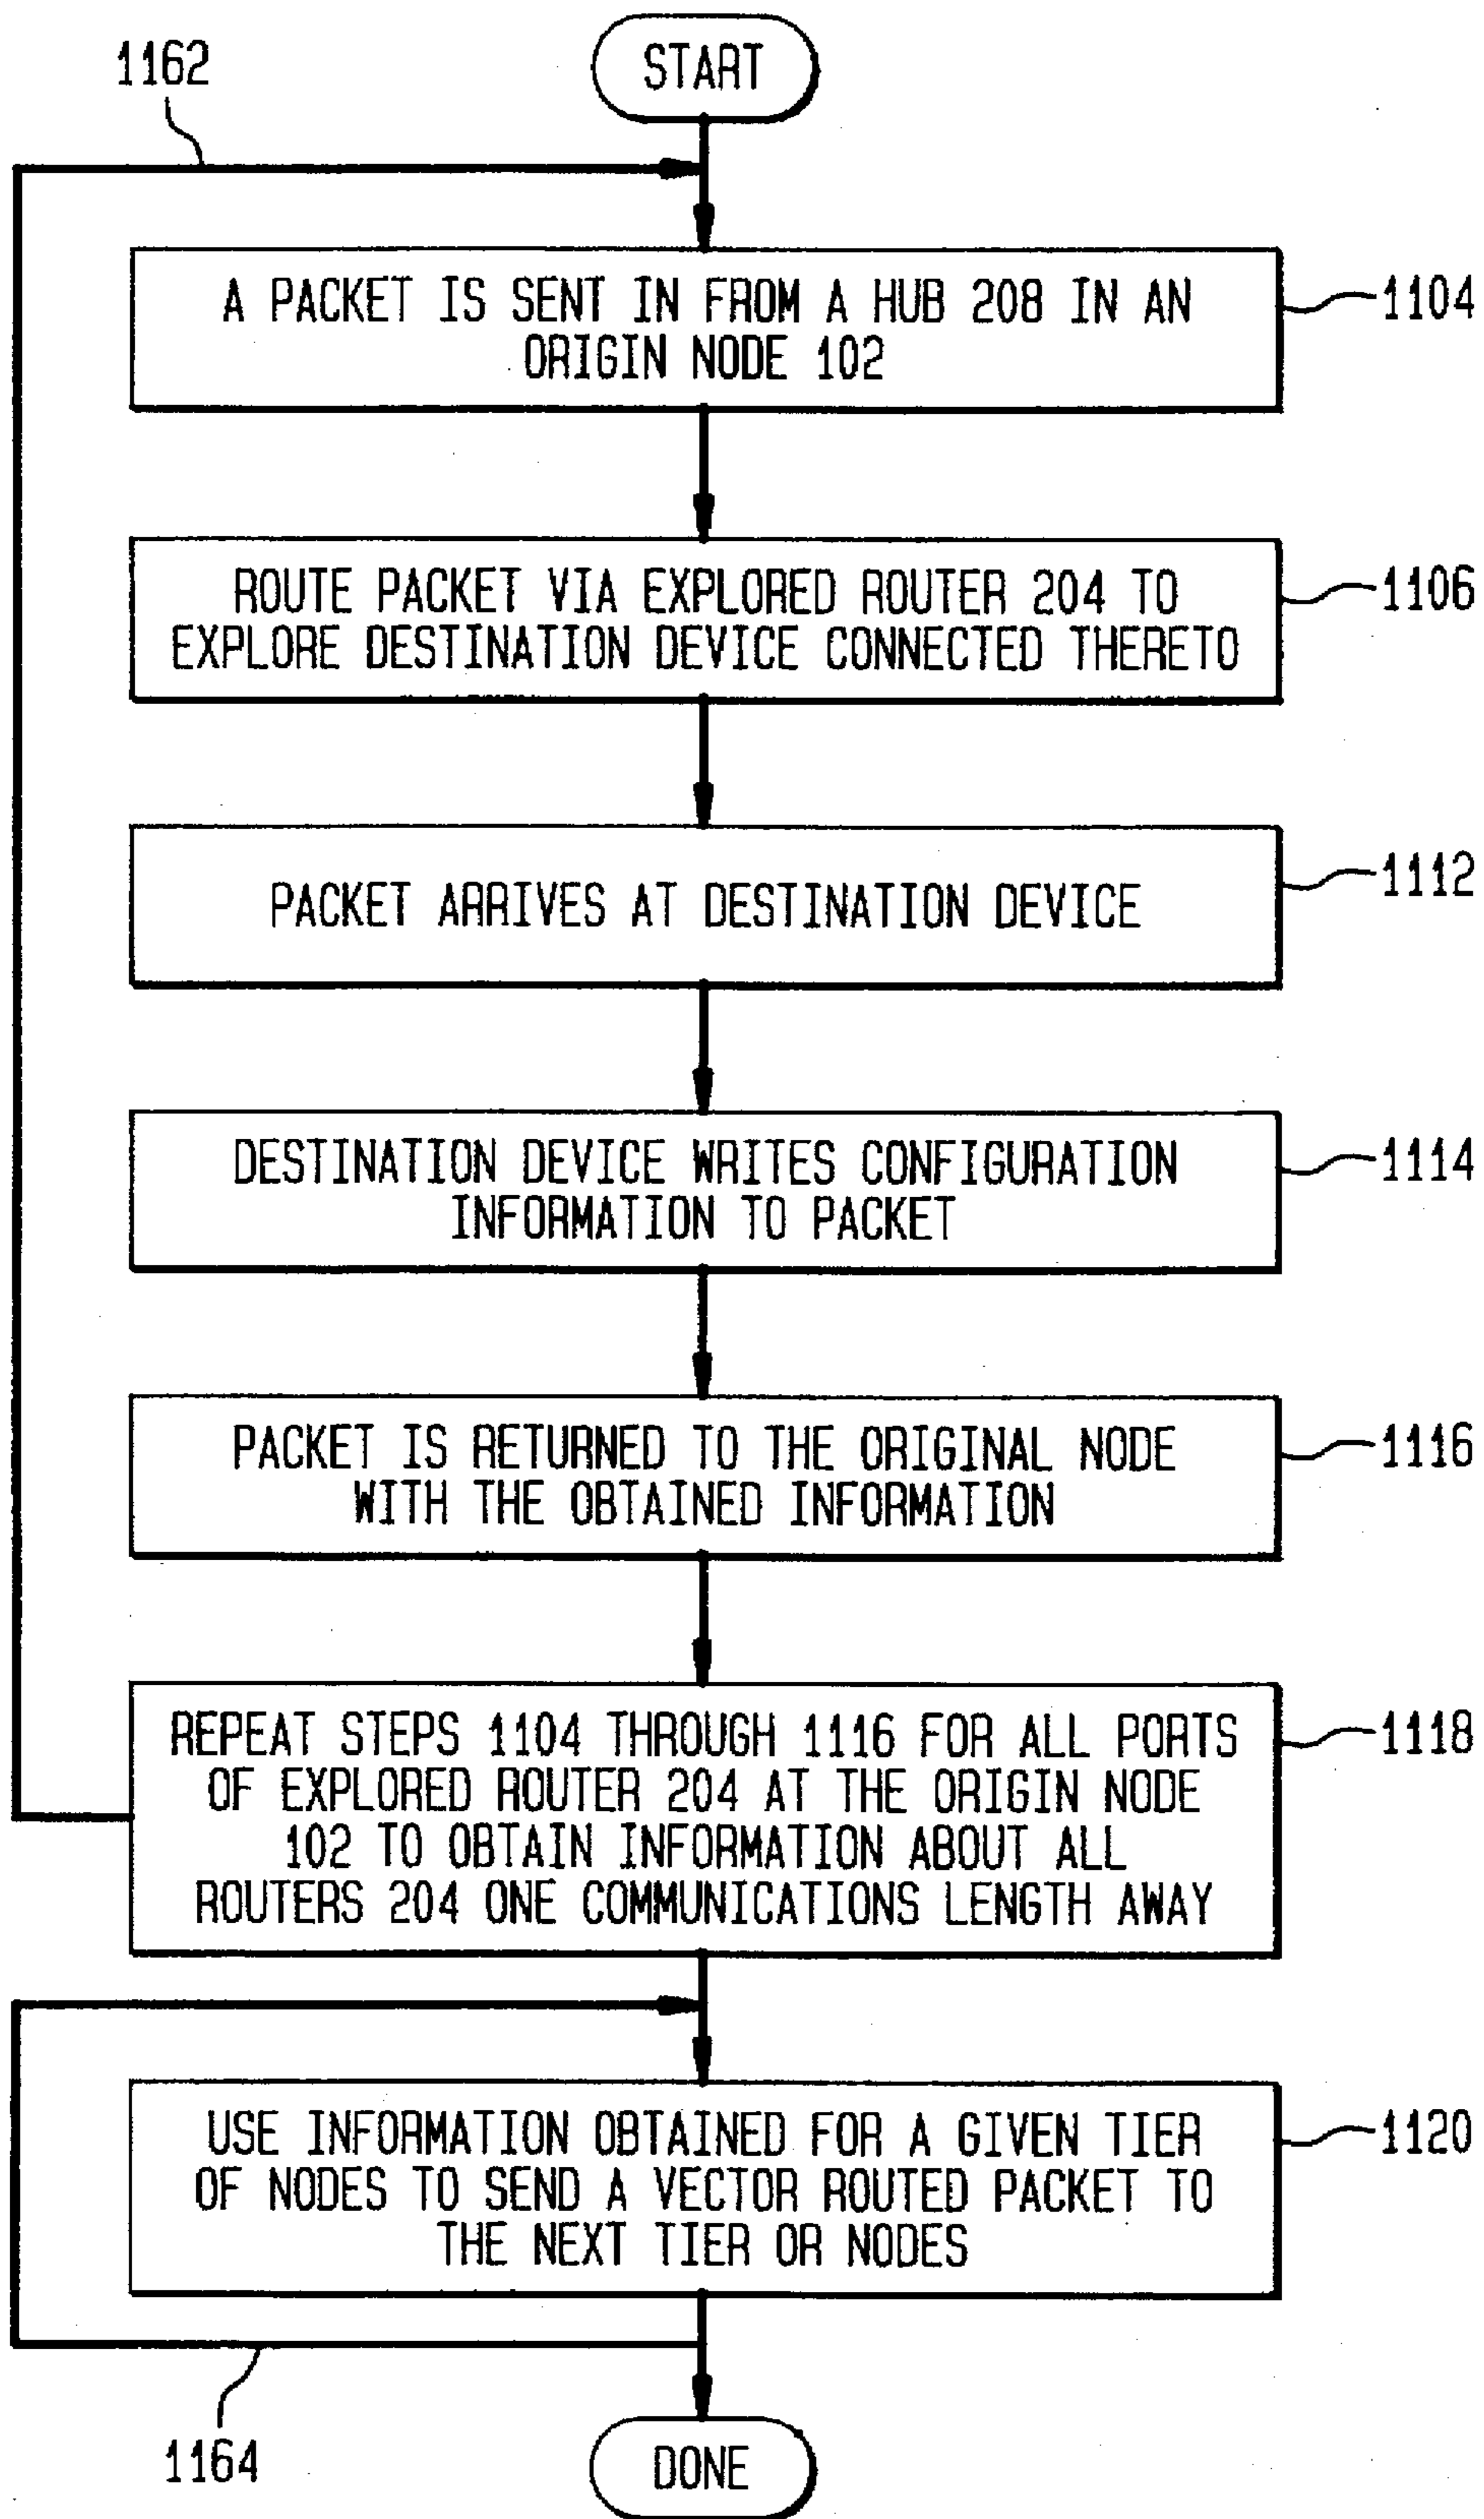 START
1162
A PACKET IS SENT IN FROM A HUB 208 IN AN
ORIGIN NODE 102
1104
ROUTE PACKET VIA EXPLORED ROUTER 204 TO
EXPLORE DESTINATION DEVICE CONNECTED THERETO
1106
PACKET ARRIVES AT DESTINATION DEVICE
1112
DESTINATION DEVICE WRITES CONFIGURATION
INFORMATION TO PACKET
1114
PACKET IS RETURNED TO THE ORIGINAL NODE
WITH THE OBTAINED INFORMATION
1116
REPEAT STEPS 1104 THROUGH 1116 FOR ALL PORTS
OF EXPLORED ROUTER 204 AT THE ORIGIN NODE
102 TO OBTAIN INFORMATION ABOUT ALL
ROUTERS 204 ONE COMMUNICATIONS LENGTH AWAY
1118
USE INFORMATION OBTAINED FOR A GIVEN TIER
OF NODES TO SEND A VECTOR ROUTED PACKET TO
THE NEXT TIER OR NODES
1120
1164
DONE